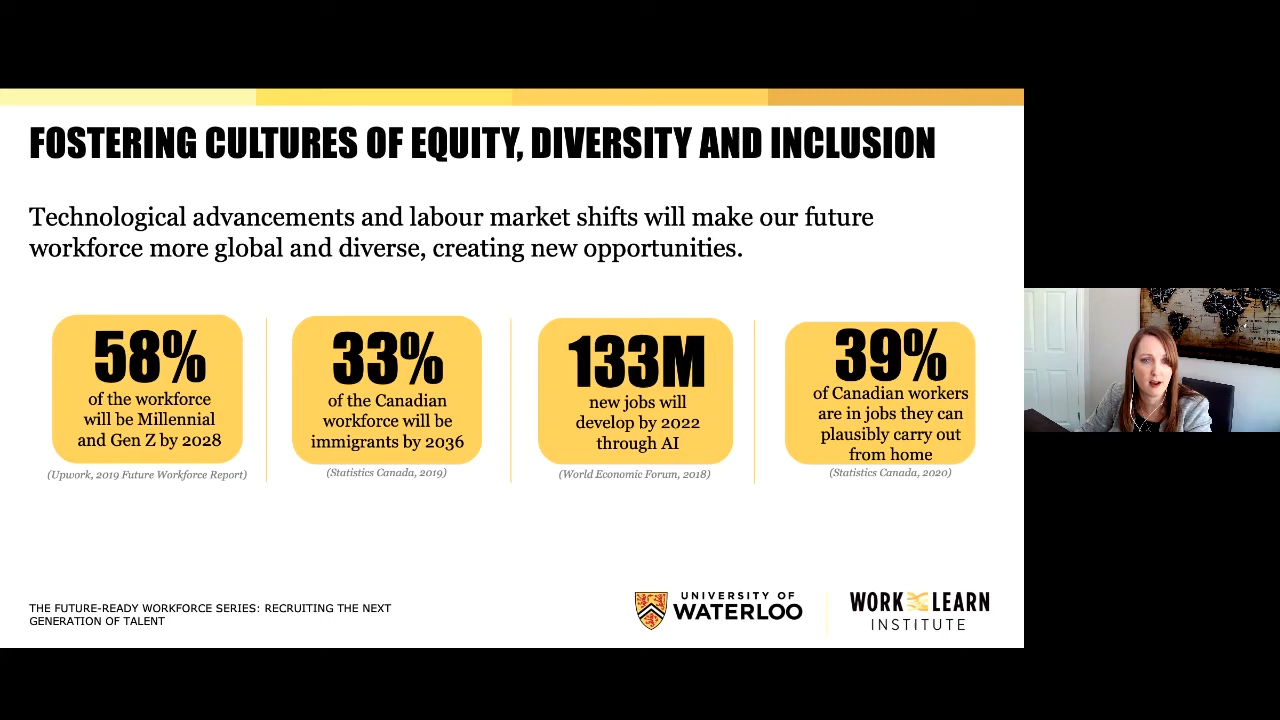 FOSTERING CULTURES OF EQUITY, DIVERSITY AND INCLUSION
Technological advancements and labour market shifts will make our future
workforce more global and diverse, creating new opportunities.
58%
of the workforce
will be Millennial
and Gen Z by 2028
(Upwork, 2019 Future Workforce Report)
33%
of the Canadian
workforce will be
immigrants by 2036
(Statistics Canada, 2019)
133M
new jobs will
develop by 2022
through AI
(World Economic Forum, 2018)
39%
of Canadian workers
are in jobs they can
plausibly carry out
from home
(Statistics Canada, 2020)
THE FUTURE-READY WORKFORCE SERIES: RECRUITING THE NEXT
GENERATION OF TALENT
UNIVERSITY OF
WATERLOO
WORK LEARN
INSTITUTE